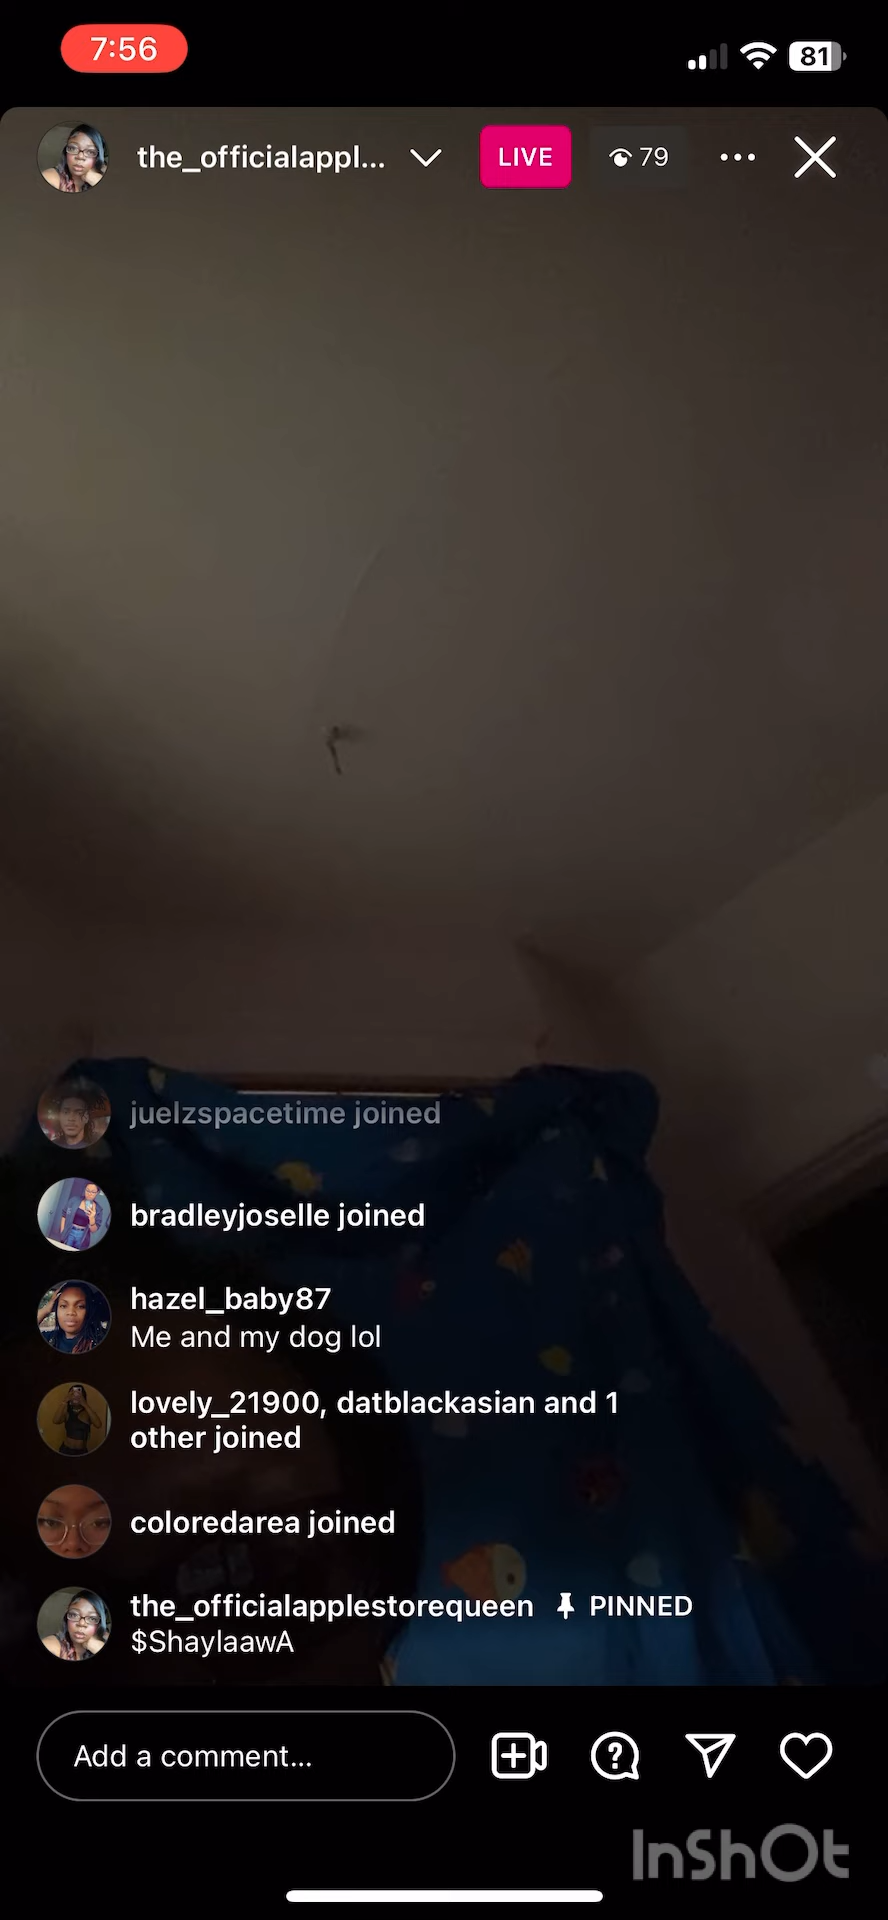 7:56
81
the_officialappl...
LIVE
79
juelzspacetime joined
bradleyjoselle joined
hazel_baby87
Me and my dog lol
lovely_21900, datblackasian and 1
other joined
coloredarea joined
the_officialapplestorequeen PINNED
$ShaylaawA
Add a comment...
InShOt